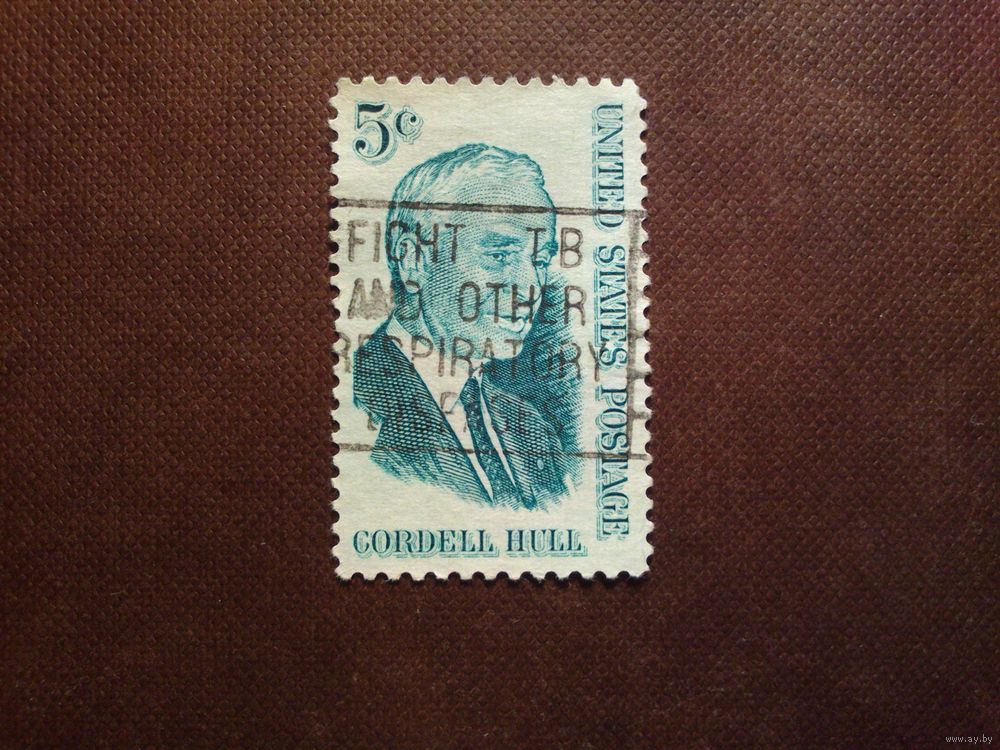 5¢
UNITED STATES POSTAGE
FIGHT TB
AND OTHER
RESPIRATORY
CORDELL HULL
www.ay.by